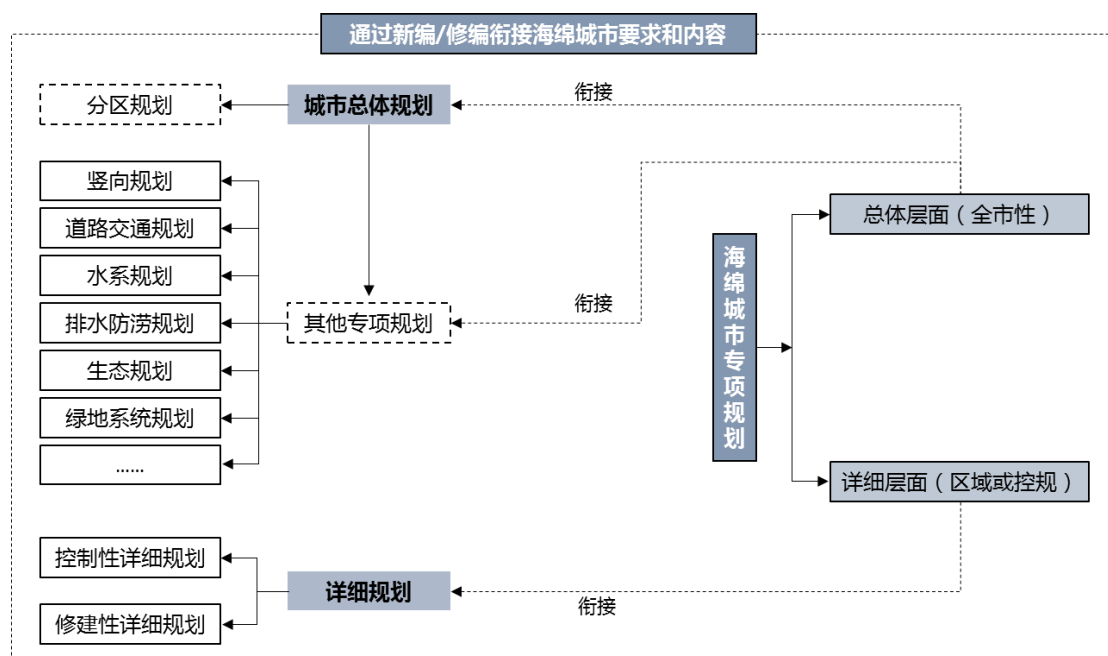 通过新编/修编衔接海绵城市要求和内容
分区规划
城市总体规划
衔接
竖向规划
道路交通规划
水系规划
排水防涝规划
生态规划
绿地系统规划
……
其他专项规划
衔接
海绵城市专项规划
总体层面（全市性）
详细层面（区域或控规）
控制性详细规划
修建性详细规划
详细规划
衔接